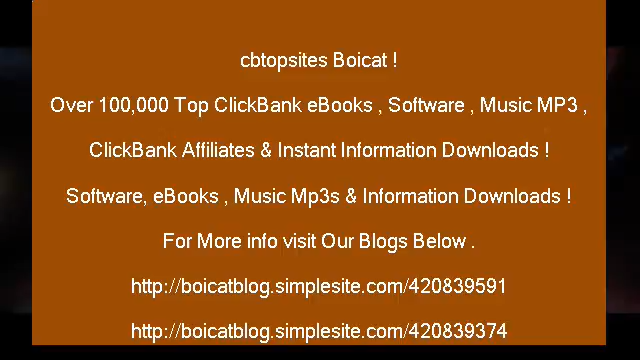 cbtopsites Boicat !
Over 100,000 Top ClickBank eBooks , Software , Music MP3 ,
ClickBank Affiliates & Instant Information Downloads !
Software, eBooks , Music Mp3s & Information Downloads !
For More info visit Our Blogs Below .
http://boicatblog.simplesite.com/420839591
http://boicatblog.simplesite.com/420839374